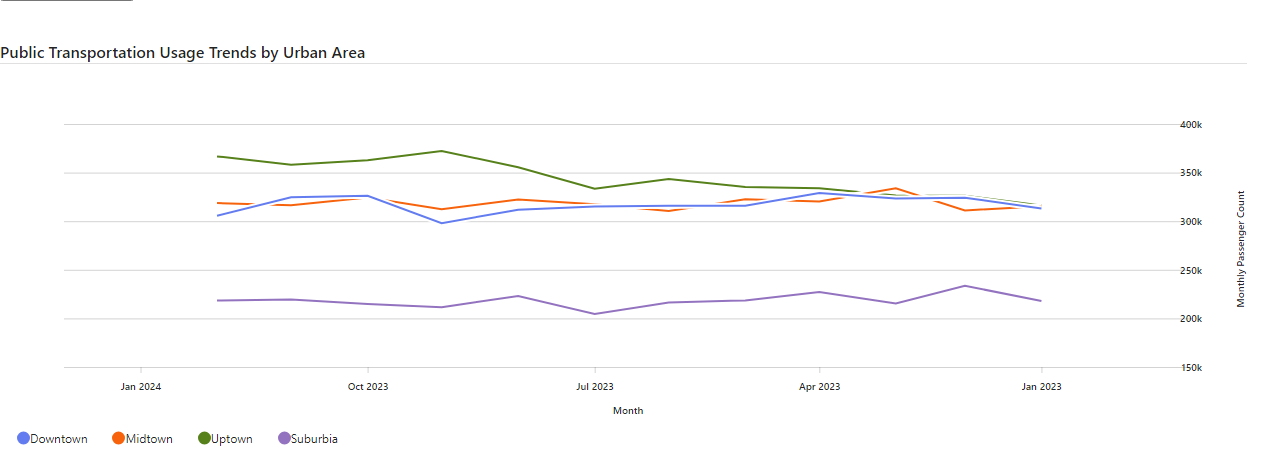 Public Transportation Usage Trends by Urban Area
400k
350k
300k
250k
200k
150k
Monthly Passenger Count
Jan 2024 Oct 2023 Jul 2023 Apr 2023 Jan 2023
Month
Downtown Midtown Uptown Suburbia